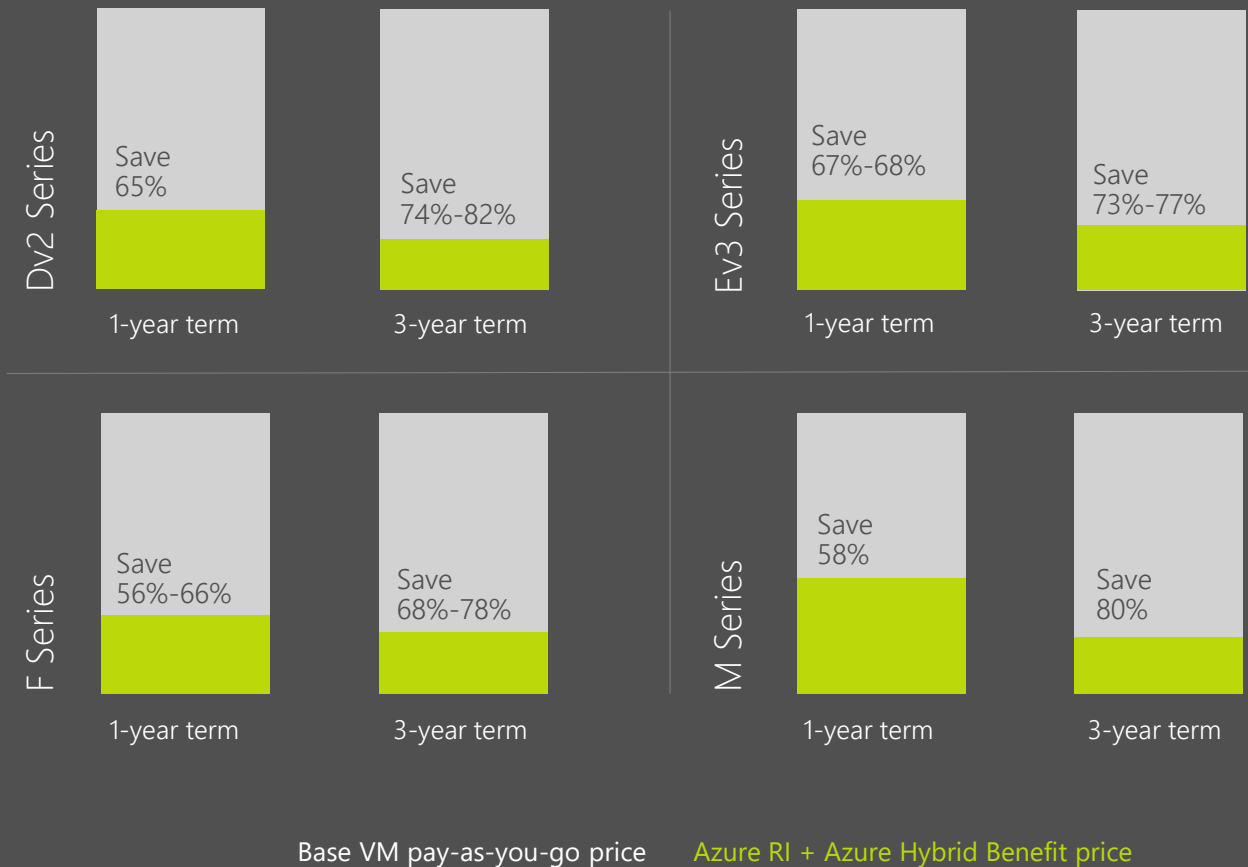 Dv2 Series
Save
65%
1-year term
Save
74%-82%
3-year term
Ev3 Series
Save
67%-68%
1-year term
Save
73%-77%
3-year term
F Series
Save
56%-66%
1-year term
Save
68%-78%
3-year term
M Series
Save
58%
1-year term
Save
80%
3-year term
Base VM pay-as-you-go price
Azure RI + Azure Hybrid Benefit price